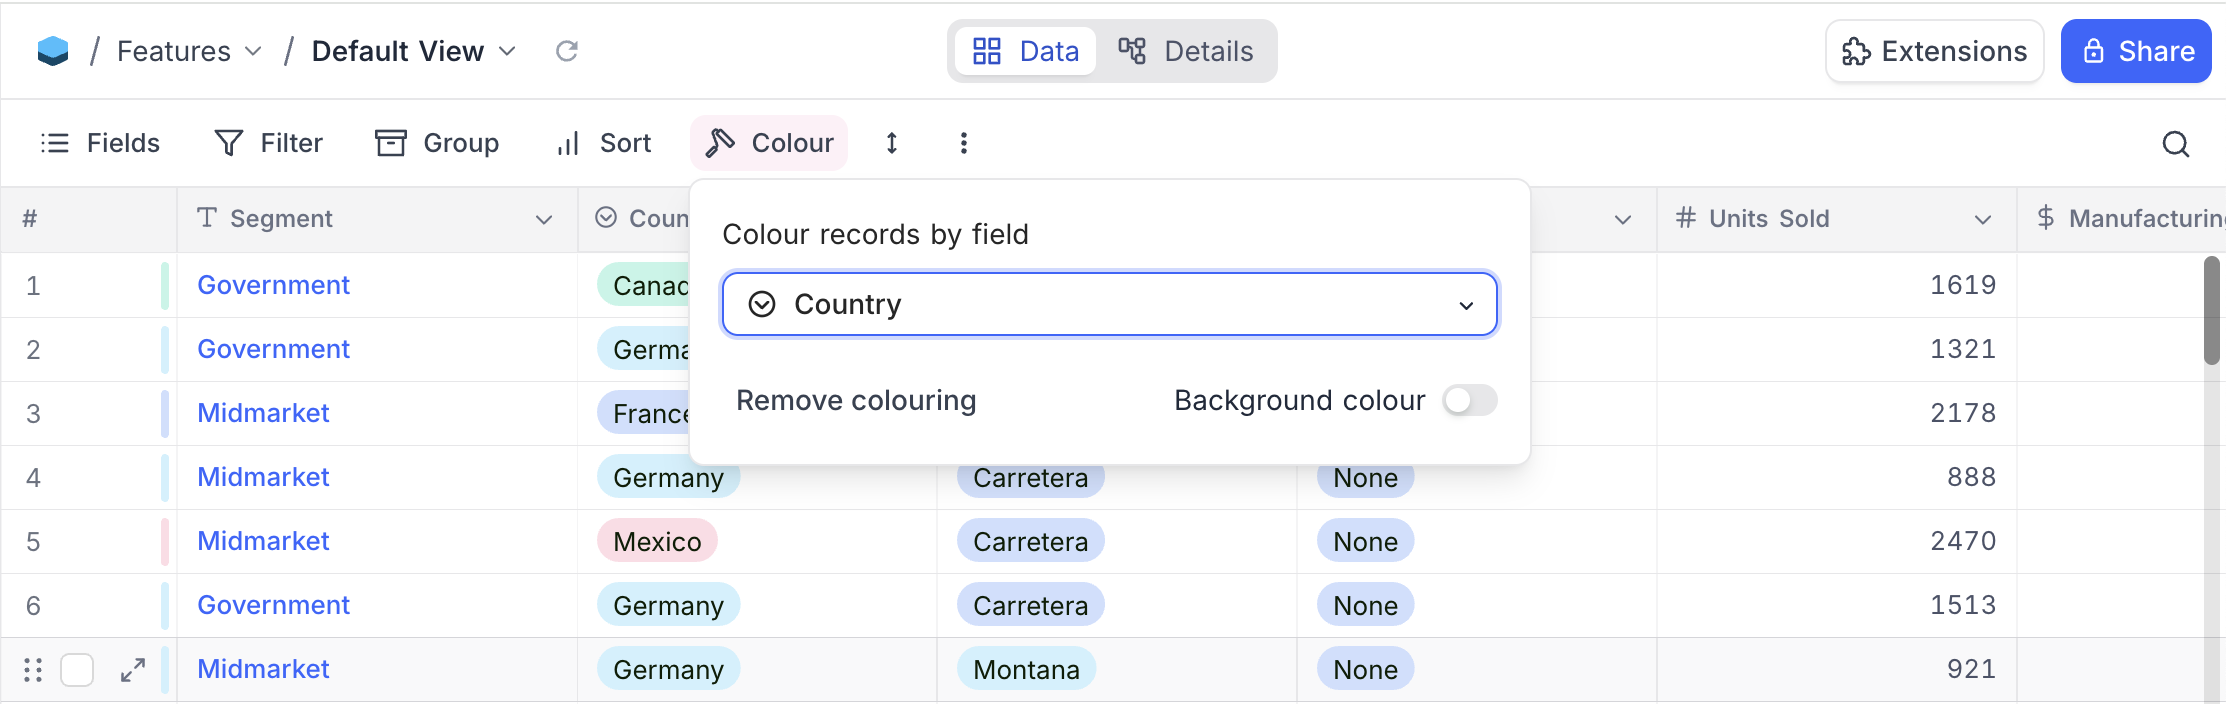 / Features / Default View
Data Details
Extensions Share
Fields Filter Group Sort Colour
# Segment Coun # Units Sold $ Manufacturing
Colour records by field
Country
Remove colouring Background colour
1 Government Canad 1619
2 Government Germa 1321
3 Midmarket France 2178
4 Midmarket Germany Carretera None 888
5 Midmarket Mexico Carretera None 2470
6 Government Germany Carretera None 1513
Midmarket Germany Montana None 921